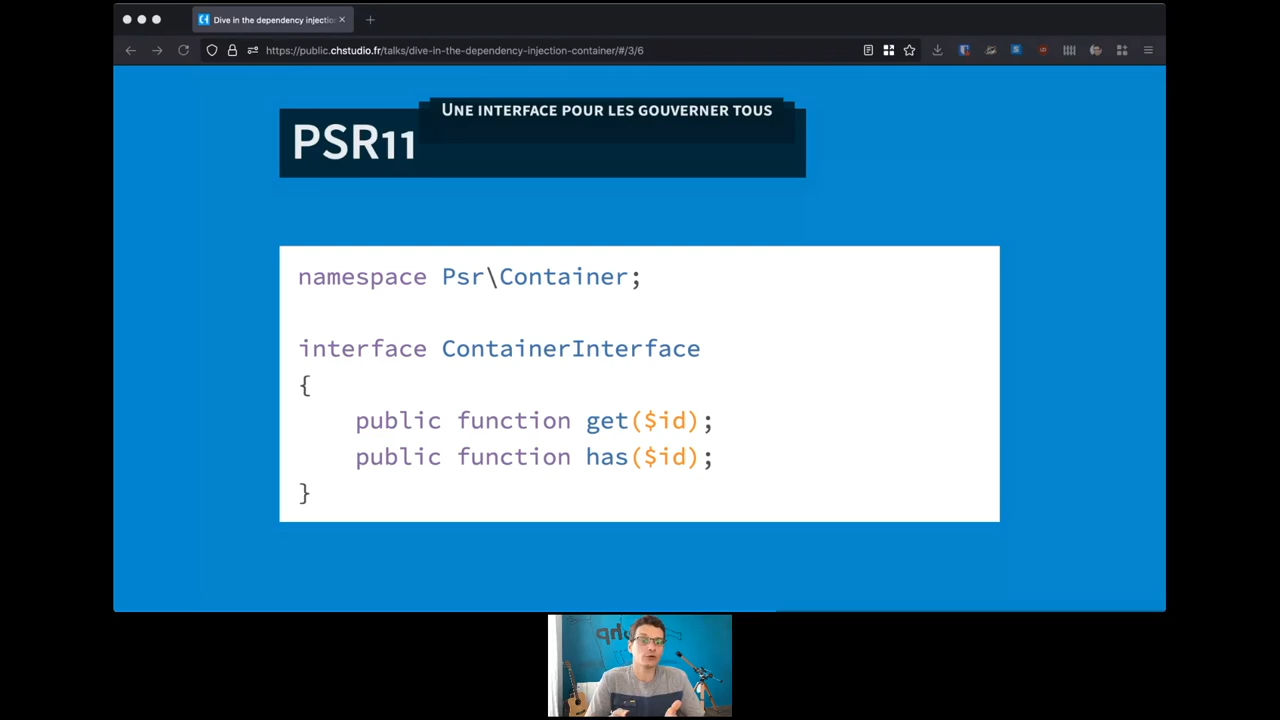 Dive in the dependency injectio
https://public.chstudio.fr/talks/dive-in-the-dependency-injection-container/#/3/6
Une interface pour les gouverner tous
PSR11
namespace Psr\Container;
interface ContainerInterface
{
public function get($id);
public function has($id);
}